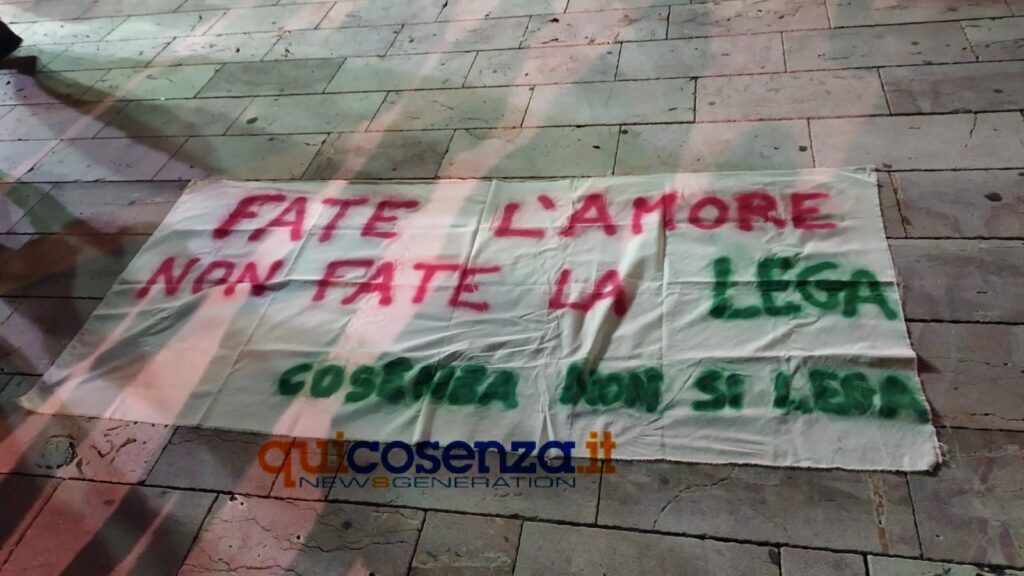 FATE L'AMORE
NON FATE LA LEGA
COSENZA NON SI LEGA
quicosenza.it
NEWSGENERATION